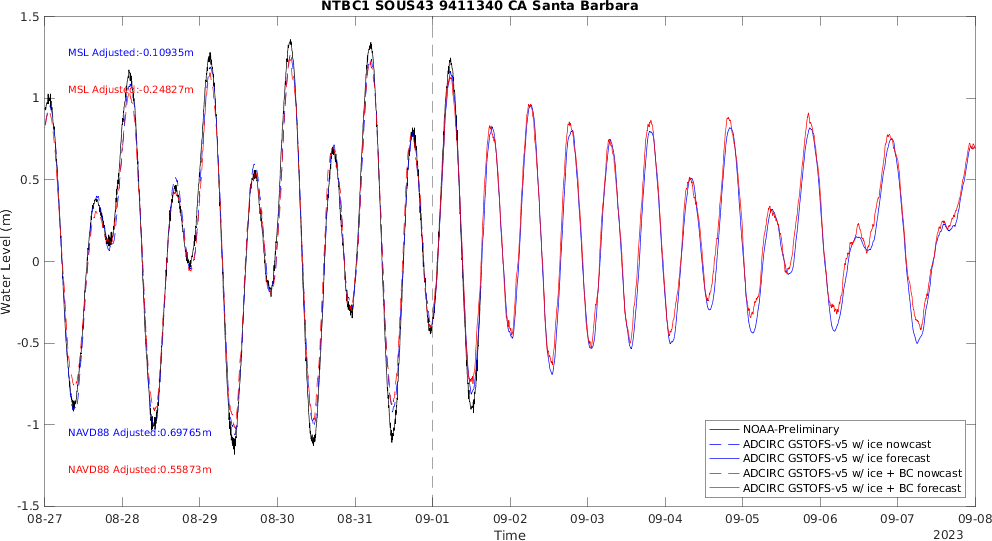 NTBC1 SOUS43 9411340 CA Santa Barbara
1.5
MSL Adjusted:-0.10935m
MSL Adjusted:-0.24827m
1
0.5
Water Level (m)
0
-0.5
-1
NAVD88 Adjusted:0.69765m
NAVD88 Adjusted:0.55873m
NOAA-Preliminary
ADCIRC GSTOFS-v5 w/ ice nowcast
ADCIRC GSTOFS-v5 w/ ice forecast
ADCIRC GSTOFS-v5 w/ ice + BC nowcast
ADCIRC GSTOFS-v5 w/ ice + BC forecast
-1.5
08-27 08-28 08-29 08-30 08-31 09-01 09-02 09-03 09-04 09-05 09-06 09-07 09-08
Time
2023